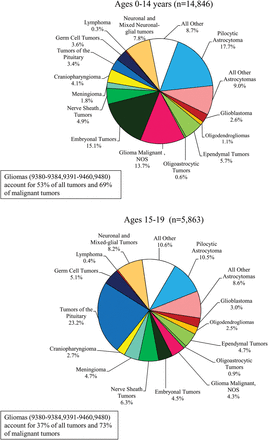 Ages 0-14 years (n=14,846)
Neuronal and
Mixed Neuronal-
glial tumors
7.8%
All Other
8.7%
Pilocytic
Astrocytomas
17.7%
Lymphoma
0.3%
Germ Cell Tumors
3.6%
Tumors of the
Pituitary
3.4%
Craniopharyngioma
4.1%
Meningioma
1.8%
Nerve Sheath
Tumors
4.9%
Embryonal Tumors
15.1%
Glioma Malignant,
NOS
13.7%
Oligoastrocytic Tumors
0.6%
Ependymal Tumors
5.7%
Oligodendrogliomas
1.1%
Glioblastoma
2.6%
All Other
Astrocytomas
9.0%
Gliomas (9380-9384,9391-9460,9480)
account for 53% of all tumors and 69%
of malignant tumors
Ages 15-19 (n=5,863)
Neuronal and
Mixed-glial Tumors
8.2%
All Other
10.6%
Pilocytic
Astrocytomas
10.5%
Lymphoma
0.4%
Germ Cell Tumors
5.1%
Tumors of the
Pituitary
23.2%
Craniopharyngioma
2.7%
Meningioma
4.7%
Nerve Sheath
Tumors
6.3%
Embryonal Tumors
4.5%
Glioma Malignant,
NOS
4.3%
Oligoastrocytic
Tumors
0.9%
Ependymal Tumors
4.7%
Oligodendrogliomas
2.5%
Glioblastoma
3.0%
All Other
Astrocytomas
8.6%
Gliomas (9380-9384,9391-9460,9480)
account for 37% of all tumors and 73%
of malignant tumors